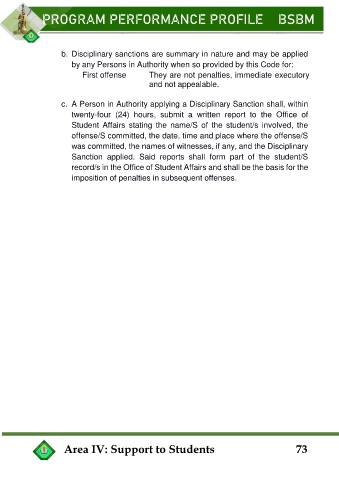 PROGRAM PERFORMANCE PROFILE BSBM
b. Disciplinary sanctions are summary in nature and may be applied
by any Persons in Authority when so provided by this Code for:
First offense They are not penalties, immediate executory
and not appealable.
c. A Person in Authority applying a Disciplinary Sanction shall, within
twenty-four (24) hours, submit a written report to the Office of
Student Affairs stating the name/S of the student/s involved, the
offense/S committed, the date, time and place where the offense/S
was committed, the names of witnesses, if any, and the Disciplinary
Sanction applied. Said reports shall form part of the student/S
record/s in the Office of Student Affairs and shall be the basis for the
imposition of penalties in subsequent offenses.
Area IV: Support to Students 73